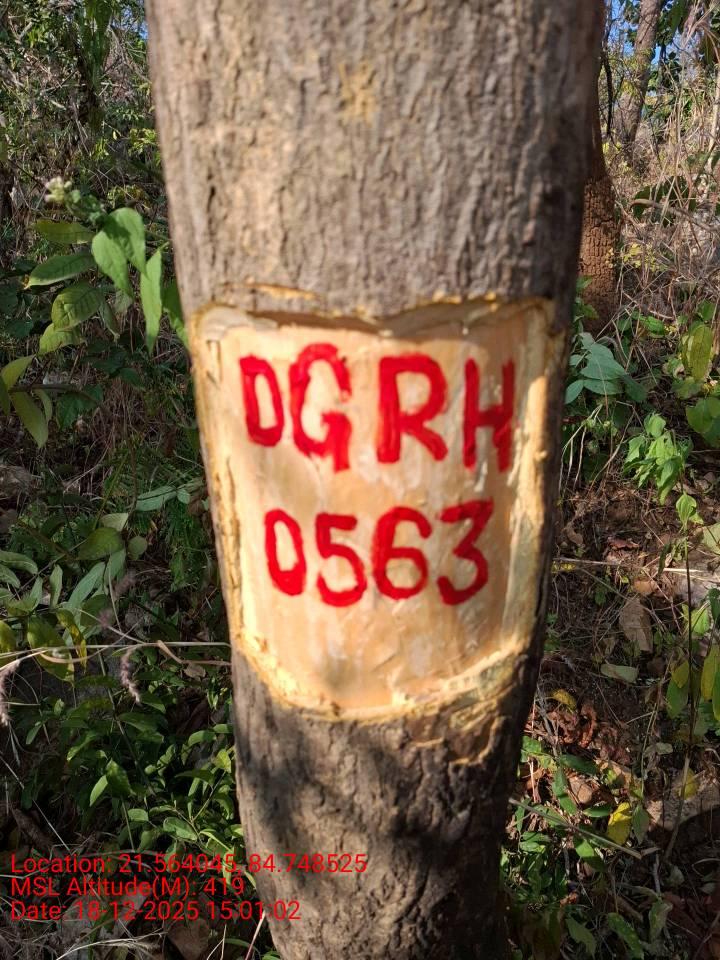 DGRH
0563
Location: 21.564045, 84.748525
MSL Altitude(M): 419
Date: 18-12-2025 15:01:02